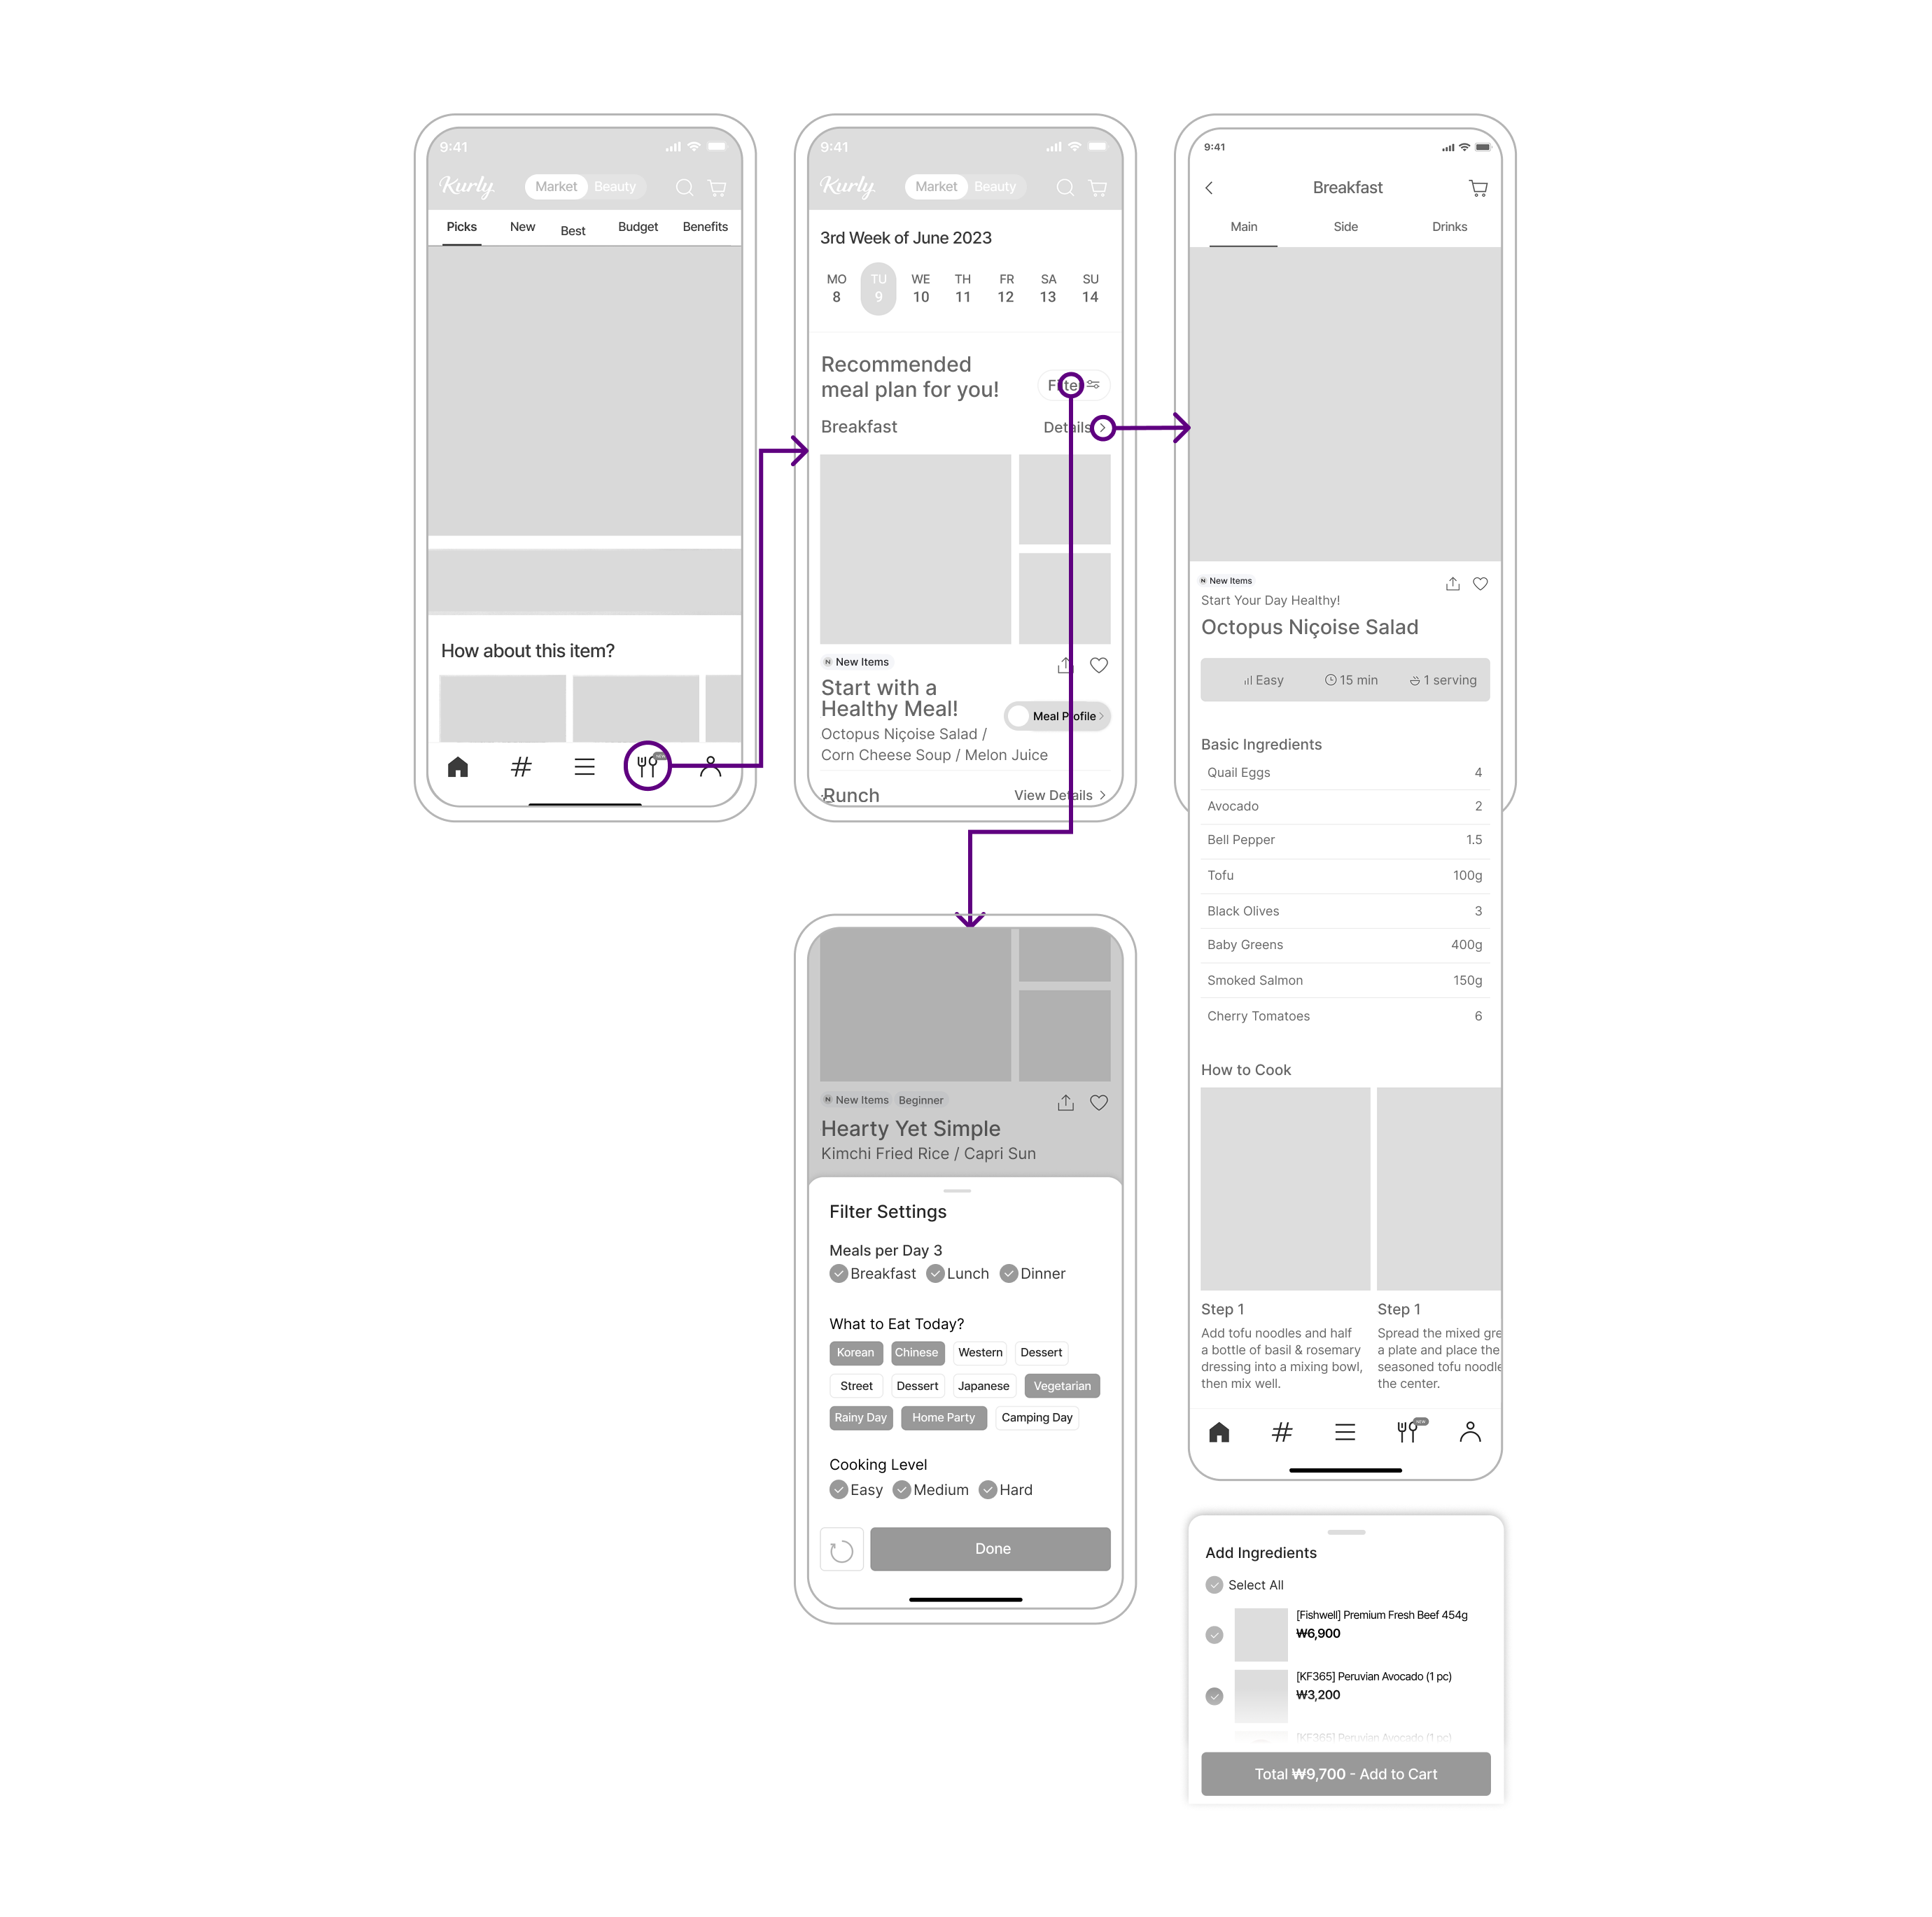 9:41
Kurly
Market
Beauty
Picks
New
Best
Budget
Benefits
How about this item?
9:41
Kurly
Market
Beauty
3rd Week of June 2023
MO TU WE TH FR SA SU
8 9 10 11 12 13 14
Recommended
meal plan for you!
Filter
Breakfast
Details
N New Items
Start with a
Healthy Meal!
Meal Profile
Octopus Niçoise Salad /
Corn Cheese Soup / Melon Juice
Runch
View Details
9:41
Breakfast
Main
Side
Drinks
N New Items
Start Your Day Healthy!
Octopus Niçoise Salad
Easy
15 min
1 serving
Basic Ingredients
Quail Eggs 4
Avocado 2
Bell Pepper 1.5
Tofu 100g
Black Olives 3
Baby Greens 400g
Smoked Salmon 150g
Cherry Tomatoes 6
How to Cook
Step 1
Add tofu noodles and half
a bottle of basil & rosemary
dressing into a mixing bowl,
then mix well.
Step 1
Spread the mixed gre
a plate and place the
seasoned tofu noodle
the center.
NEW
N New Items
Beginner
Hearty Yet Simple
Kimchi Fried Rice / Capri Sun
Filter Settings
Meals per Day 3
Breakfast
Lunch
Dinner
What to Eat Today?
Korean
Chinese
Western
Dessert
Street
Dessert
Japanese
Vegetarian
Rainy Day
Home Party
Camping Day
Cooking Level
Easy
Medium
Hard
Done
Add Ingredients
Select All
[Fishwell] Premium Fresh Beef 454g
₩6,900
[KF365] Peruvian Avocado (1 pc)
₩3,200
[KF365] Peruvian Avocado (1 pc)
Total ₩9,700 - Add to Cart